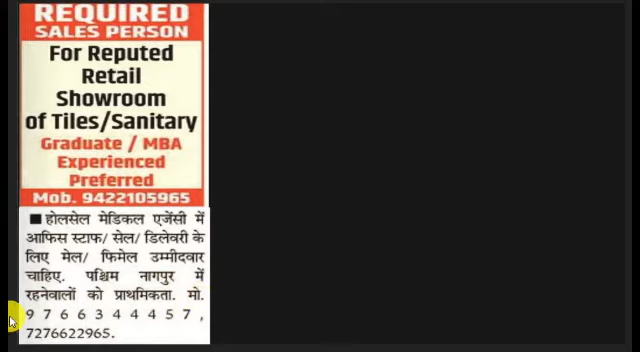 REQUIRED
SALES PERSON
For Reputed
Retail
Showroom
of Tiles/Sanitary
Graduate / MBA
Experienced
Preferred
Mob. 9422105965
■ होलसेल मेडिकल एजेंसी में
आफिस स्टाफ/ सेल/ डिलेवरी के
लिए मेल/ फिमेल उम्मीदवार
चाहिए. पश्चिम नागपुर में
रहनेवालों को प्राथमिकता. मो.
9 7 6 6 3 4 4 4 5 7 ,
7276622965.